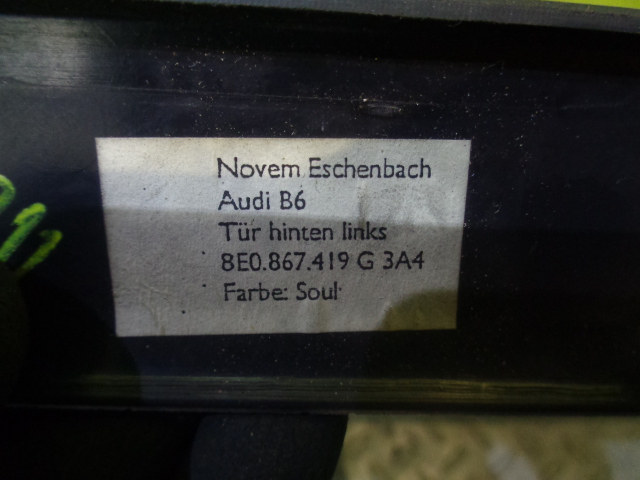 Novem Eschenbach
Audi B6
Tür hinten links
8E0.867.419 G 3A4
Farbe: Soul